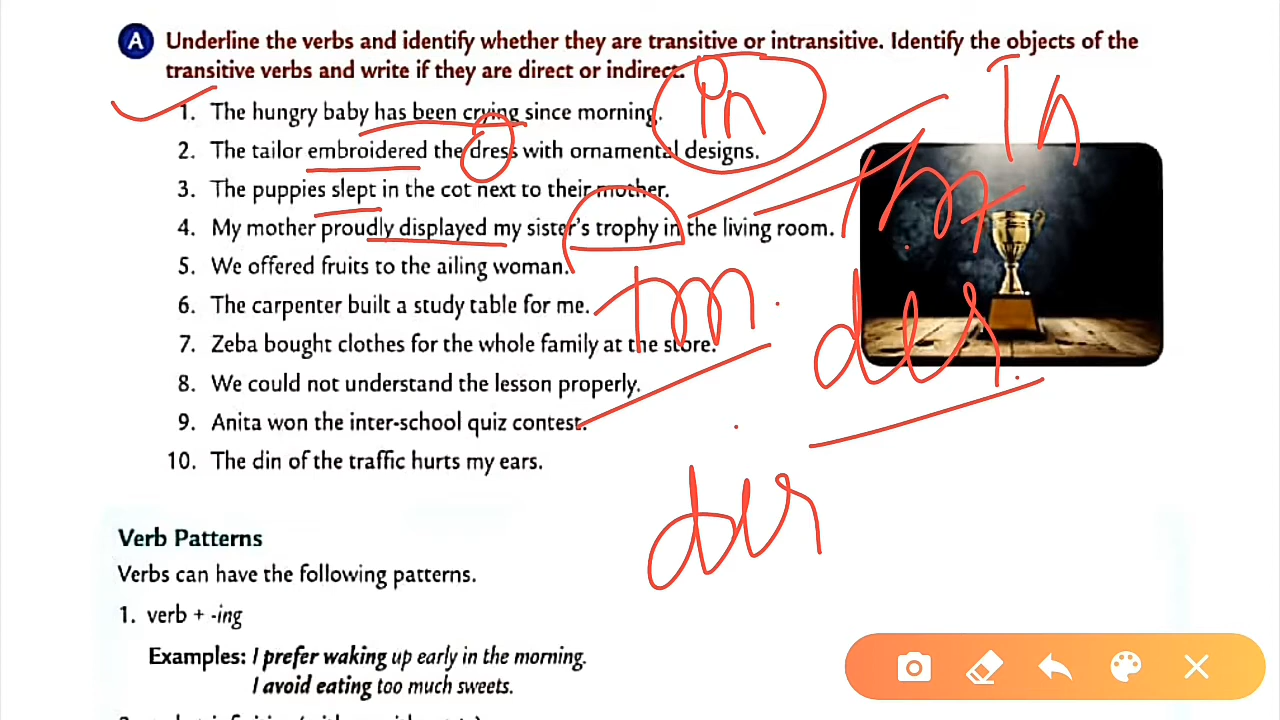 A Underline the verbs and identify whether they are transitive or intransitive. Identify the objects of the
transitive verbs and write if they are direct or indirect.
1. The hungry baby has been crying since morning.
2. The tailor embroidered the dress with ornamental designs.
3. The puppies slept in the cot next to their mother.
4. My mother proudly displayed my sister's trophy in the living room.
5. We offered fruits to the ailing woman.
6. The carpenter built a study table for me.
7. Zeba bought clothes for the whole family at the store.
8. We could not understand the lesson properly.
9. Anita won the inter-school quiz contest.
10. The din of the traffic hurts my ears.
In
In
Verb Patterns
Verbs can have the following patterns.
1. verb + -ing
Examples: I prefer waking up early in the morning.
I avoid eating too much sweets.